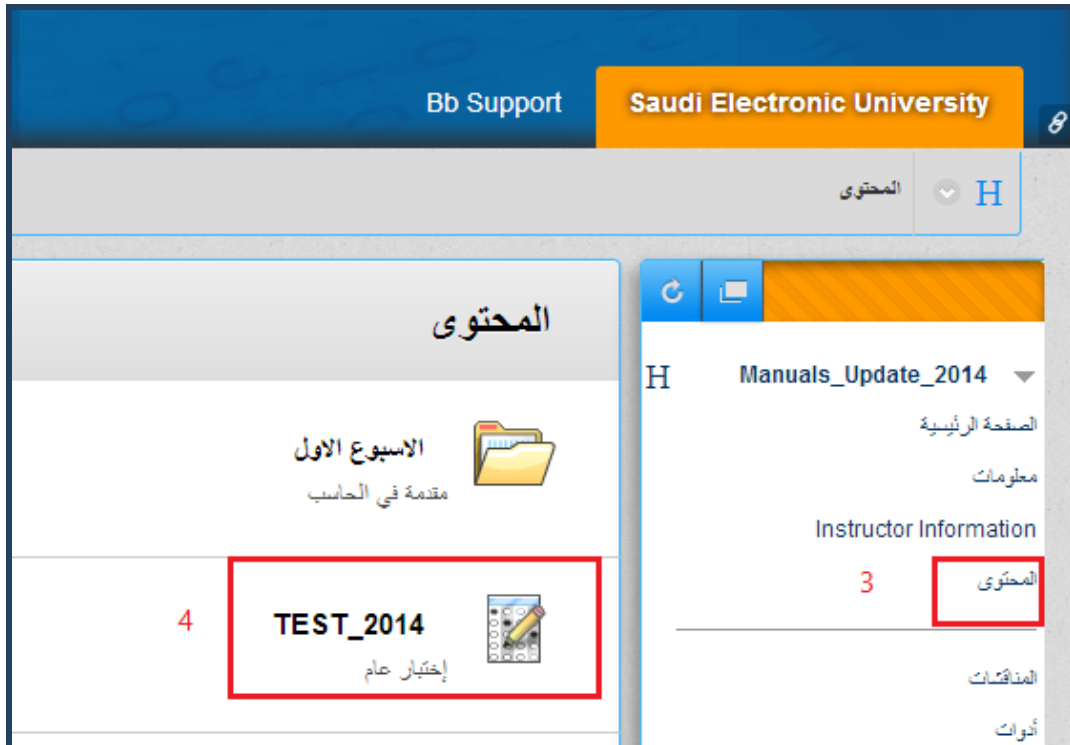 Saudi Electronic University
Bb Support
H
المحتوى
Manuals_Update_2014
H
الصفحة الرئيسية
معلومات
Instructor Information
المحتوى
3
المناقشات
أدوات
المحتوى
الاسبوع الاول
مقدمة في الحاسب
TEST_2014
4
إختبار عام